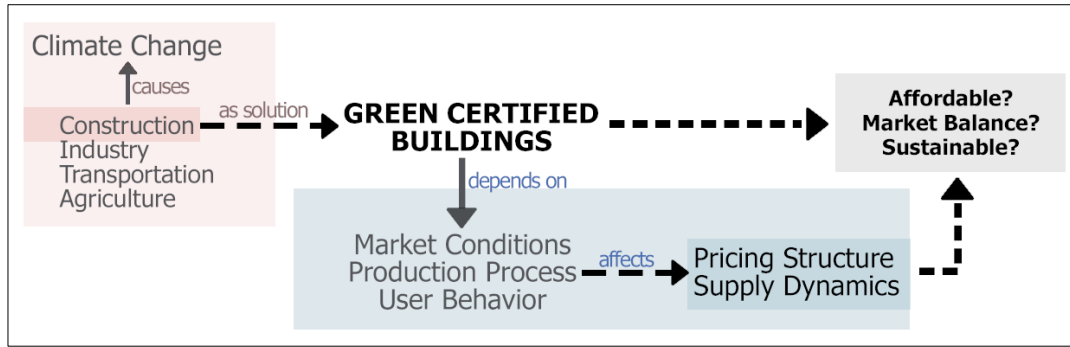 Climate Change
causes
Construction
Industry
Transportation
Agriculture
as solution
GREEN CERTIFIED
BUILDINGS
depends on
Market Conditions
Production Process
User Behavior
affects
Pricing Structure
Supply Dynamics
Affordable?
Market Balance?
Sustainable?